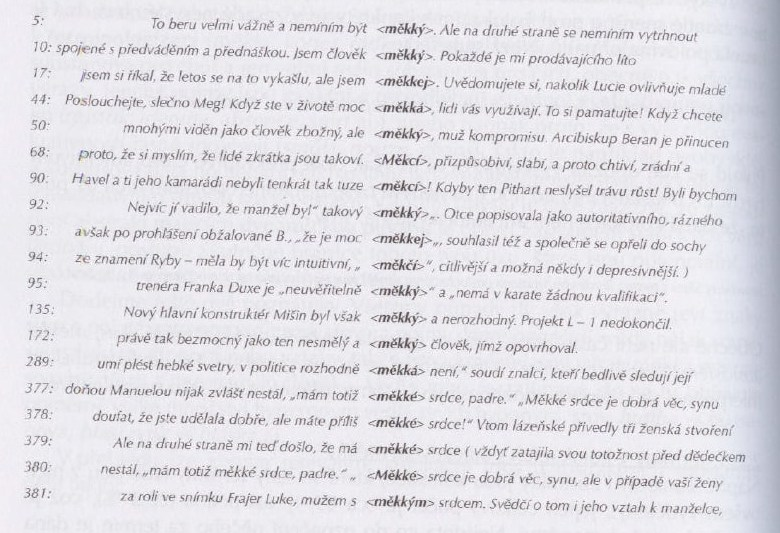 5: To beru velmi vážně a nemíním být <měkký>. Ale na druhé straně se nemíním vytrhnout
10: spojené s předváděním a přednáškou. Jsem člověk <měkký>. Pokaždé je mi prodávajícího líto
17: jsem si říkal, že letos se na to vykašlu, ale jsem <měkkej>. Uvědomujete si, nakolik Lucie ovlivňuje mladé
44: Poslouchejte, slečno Meg! Když ste v životě moc <měkká>, lidi vás využívají. To si pamatujte! Když chcete
50: mnohými viděn jako člověk zbožný, ale <měkký>, muž kompromisu. Arcibiskup Beran je přinucen
68: proto, že si myslím, že lidé zkrátka jsou takoví. <Měkcí>, přizpůsobiví, slabí, a proto chtiví, zrádní a
90: Havel a ti jeho kamarádi nebyli tenkrát tak tuze <měkcí>! Kdyby ten Pithart neslyšel trávu růst! Byli bychom
92: Nejvíc jí vadilo, že manžel byl" takový <měkký>„. Otce popisovala jako autoritativního, rázného
93: avšak po prohlášení obžalované B., „že je moc <měkkej>„, souhlasil též a společně se opřeli do sochy
94: ze znamení Ryby – měla by být víc intuitivní, „ <měkčí>", citlivější a možná někdy i depresivnější. )
95: trenéra Franka Duxe je „neuvěřitelně <měkký>" a „nemá v karate žádnou kvalifikaci".
135: Nový hlavní konstruktér Mišin byl však <měkký> a nerozhodný. Projekt L – 1 nedokončil.
172: právě tak bezmocný jako ten nesmělý a <měkký> člověk, jímž opovrhoval.
289: umí plést hebké svetry, v politice rozhodně <měkká> není," soudí znalci, kteří bedlivě sledují její
377: doňou Manuelou nijak zvlášť nestál, „mám totiž <měkké> srdce, padre." „Měkké srdce je dobrá věc, synu
378: doufat, že jste udělala dobře, ale máte příliš <měkké> srdce!" Vtom lázeňské přivedly tři ženská stvoření
379: Ale na druhé straně mi teď došlo, že má <měkké> srdce ( vždyť zatajila svou totožnost před dědečkem
380: nestál, „mám totiž měkké srdce, padre." „ <Měkké> srdce je dobrá věc, synu, ale v případě vaší ženy
381: za roli ve snímku Frajer Luke, mužem s <měkkým> srdcem. Svědčí o tom i jeho vztah k manželce,